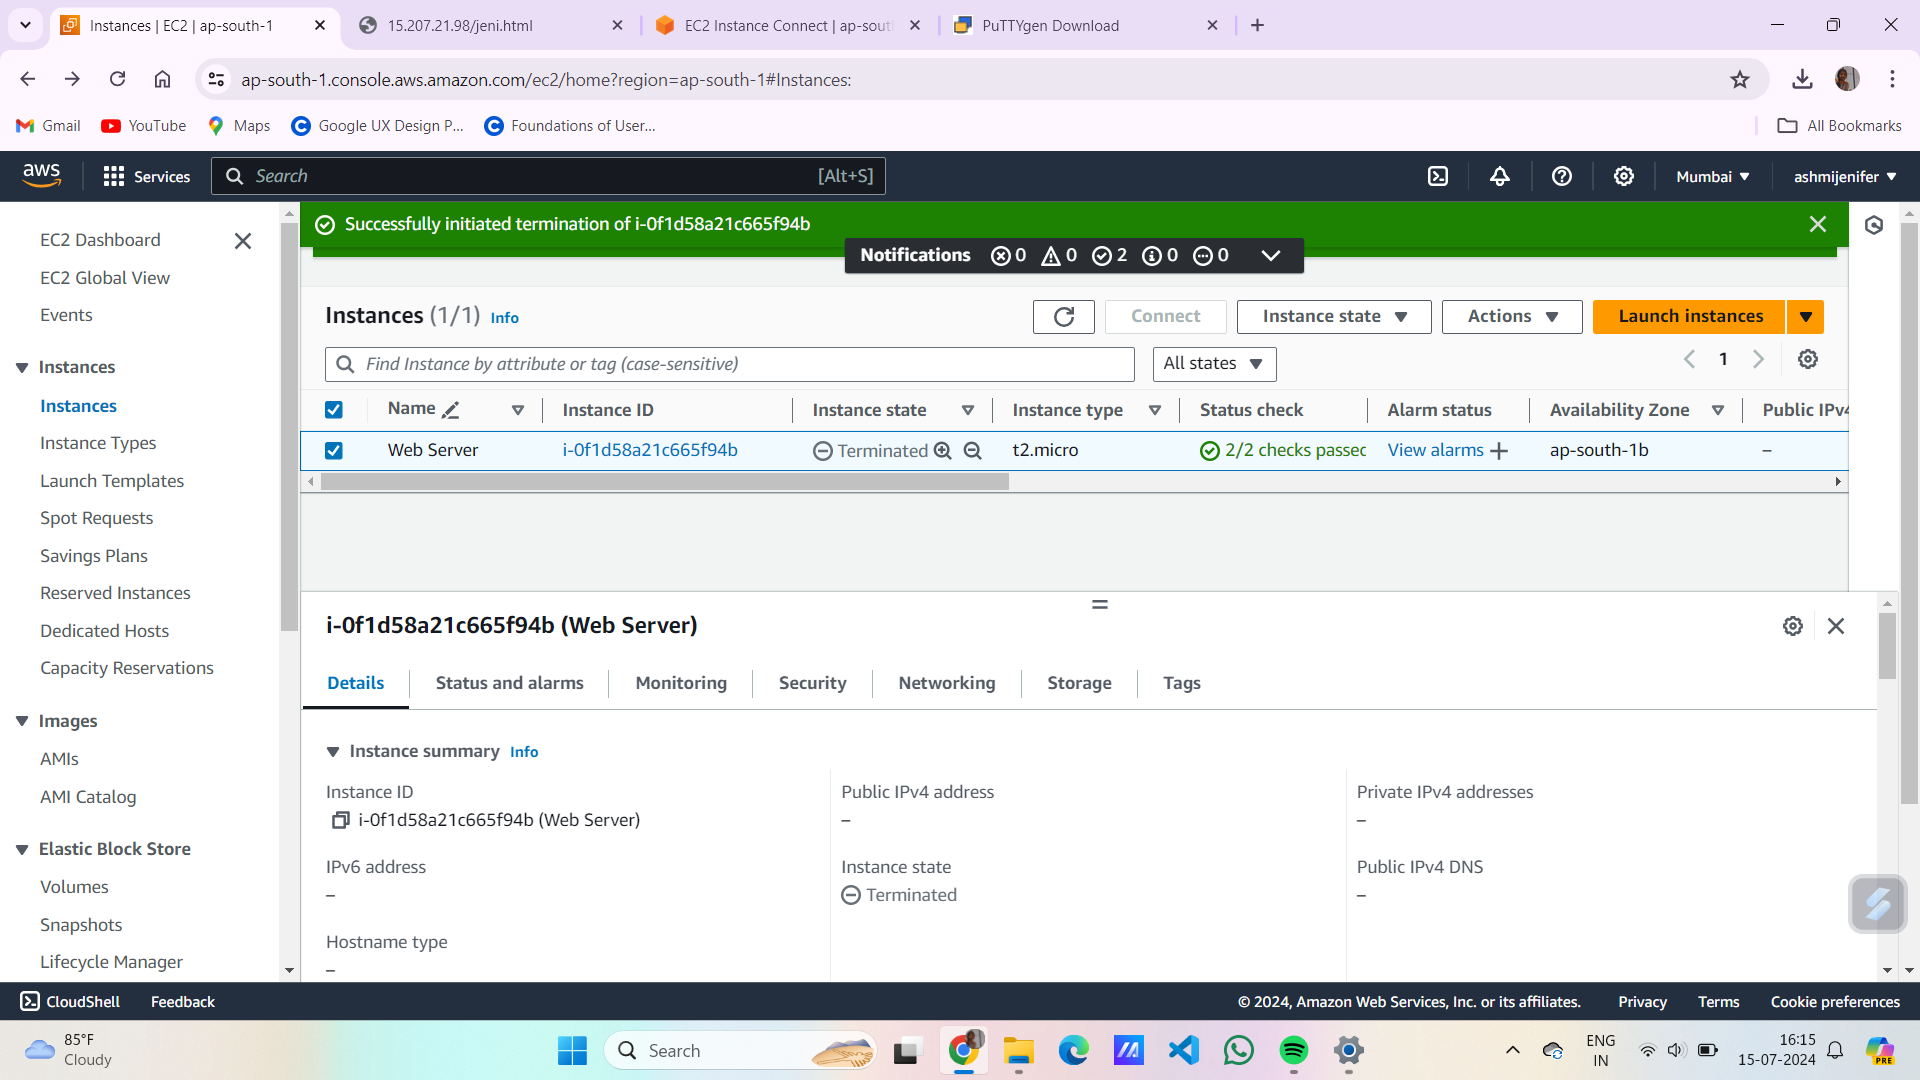 Instances | EC2 | ap-south-1
15.207.21.98/jeni.html
EC2 Instance Connect | ap-sout
PuTTYgen Download
ap-south-1.console.aws.amazon.com/ec2/home?region=ap-south-1#Instances:
Gmail
YouTube
Maps
Google UX Design P...
Foundations of User...
All Bookmarks
aws
Services
Search
[Alt+S]
Mumbai
ashmijenifer
EC2 Dashboard
EC2 Global View
Events
Instances
Instances
Instance Types
Launch Templates
Spot Requests
Savings Plans
Reserved Instances
Dedicated Hosts
Capacity Reservations
Images
AMIs
AMI Catalog
Elastic Block Store
Volumes
Snapshots
Lifecycle Manager
Successfully initiated termination of i-0f1d58a21c665f94b
Notifications 0 0 2 0 0
Instances (1/1) Info
Connect
Instance state
Actions
Launch instances
Find Instance by attribute or tag (case-sensitive)
All states
1
Name Instance ID Instance state Instance type Status check Alarm status Availability Zone Public IPv4
Web Server i-0f1d58a21c665f94b Terminated t2.micro 2/2 checks passec View alarms + ap-south-1b –
i-0f1d58a21c665f94b (Web Server)
Details
Status and alarms
Monitoring
Security
Networking
Storage
Tags
Instance summary Info
Instance ID
i-0f1d58a21c665f94b (Web Server)
Public IPv4 address
–
Private IPv4 addresses
–
IPv6 address
–
Instance state
Terminated
Public IPv4 DNS
–
Hostname type
–
CloudShell
Feedback
© 2024, Amazon Web Services, Inc. or its affiliates.
Privacy
Terms
Cookie preferences
85°F
Cloudy
Search
ENG
IN
16:15
15-07-2024
PRE